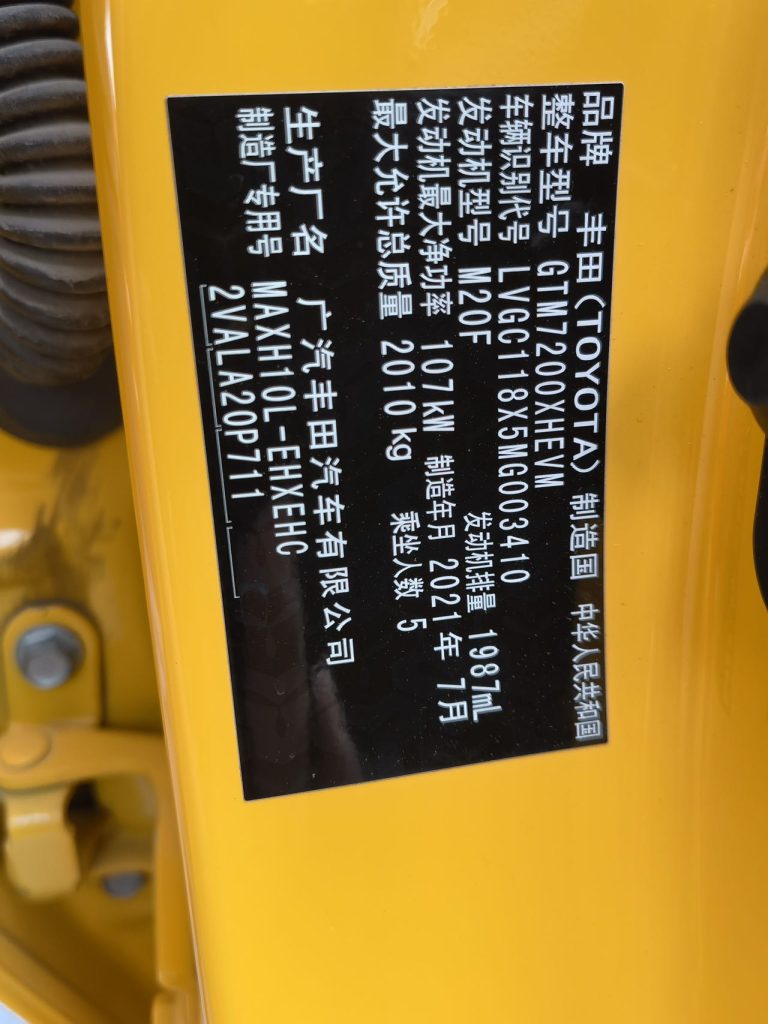 品牌 丰田(TOYOTA) 制造国 中华人民共和国
整车型号 GTM7200XHEVM
车辆识别代号 LVGC118X5MG003410
发动机型号 M20F 发动机排量 1987mL
发动机最大净功率 107kW 制造年月 2021年 7月
最大允许总质量 2010kg 乘坐人数 5
生产厂名 广汽丰田汽车有限公司
制造厂专用号 MAXH10L-EHXEHC
2VALA20P711